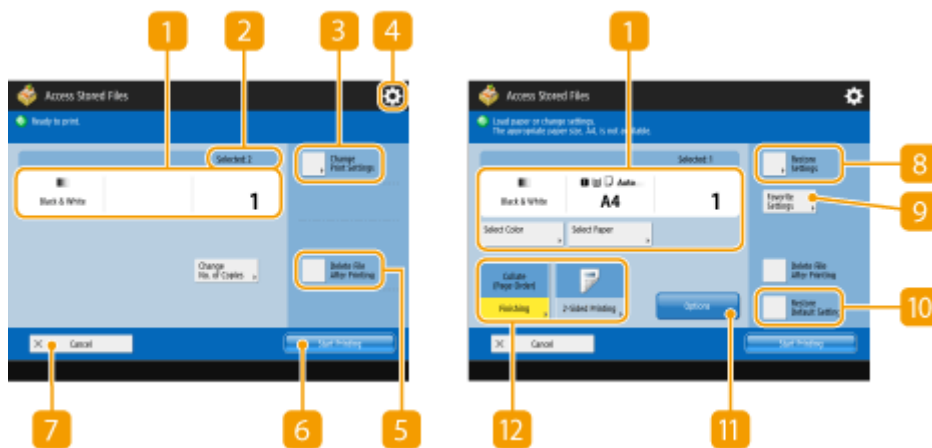 1
2
3
4
1
Access Stored Files
Ready to print.
Selected: 2
Change
Print Settings
Black & White
1
Change
No. of Copies
Delete File
After Printing
Cancel
Start Printing
7
6
5
Access Stored Files
Load paper or change settings.
The appropriate paper size, A4, is not available.
Selected: 1
Restore
Settings
8
Auto
Black & White
A4
1
Favorite
Settings
9
Select Color
Select Paper
Collate
(Page Order)
Finishing
2-Sided Printing
Options
Delete File
After Printing
Restore
Default Setting
10
Cancel
Start Printing
12
11